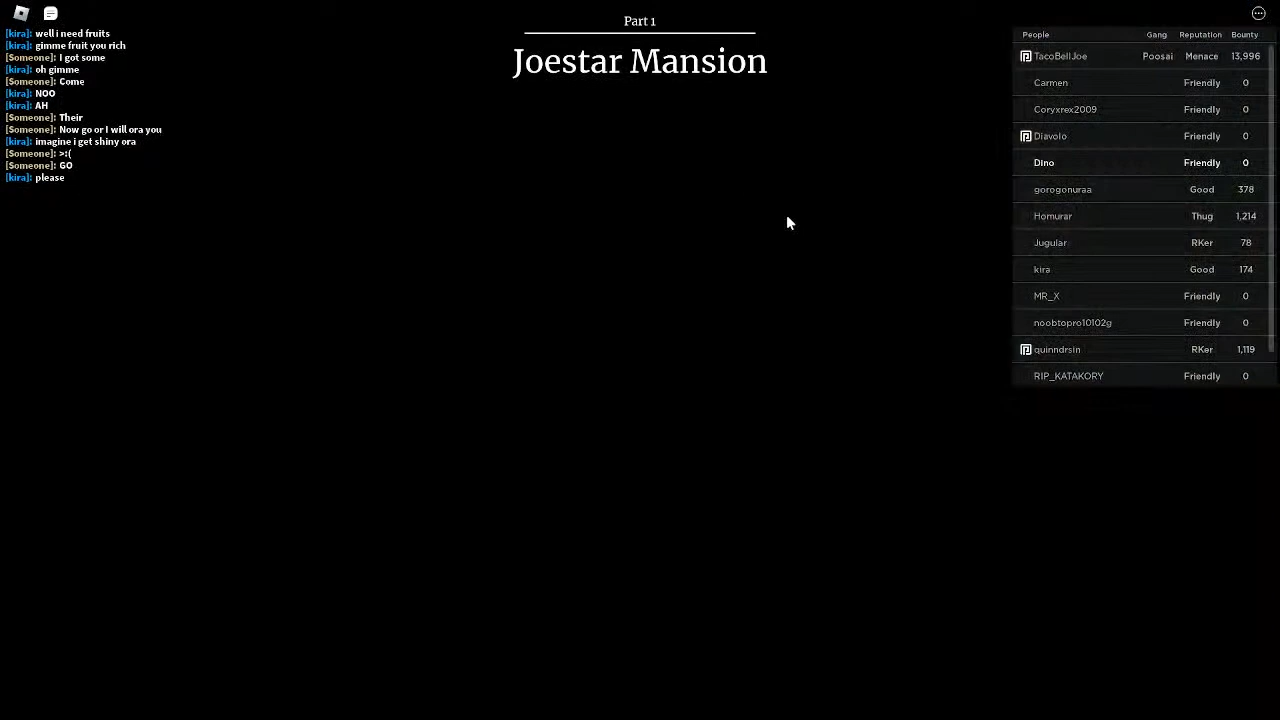 [kira]: well i need fruits
[kira]: gimme fruit you rich
[Someone]: I got some
[kira]: oh gimme
[Someone]: Come
[kira]: NOO
[kira]: AH
[Someone]: Their
[Someone]: Now go or I will ora you
[kira]: imagine i get shiny ora
[Someone]: >:(
[Someone]: GO
[kira]: please
Part 1
Joestar Mansion
People Gang Reputation Bounty
TacoBellJoe Poosai Menace 13,996
Carmen Friendly 0
Coryxrex2009 Friendly 0
Diavolo Friendly 0
Dino Friendly 0
gorogonuraa Good 378
Homurar Thug 1,214
Jugular RKer 78
kira Good 174
MR_X Friendly 0
noobtopro10102g Friendly 0
quinndrsin RKer 1,119
RIP_KATAKORY Friendly 0